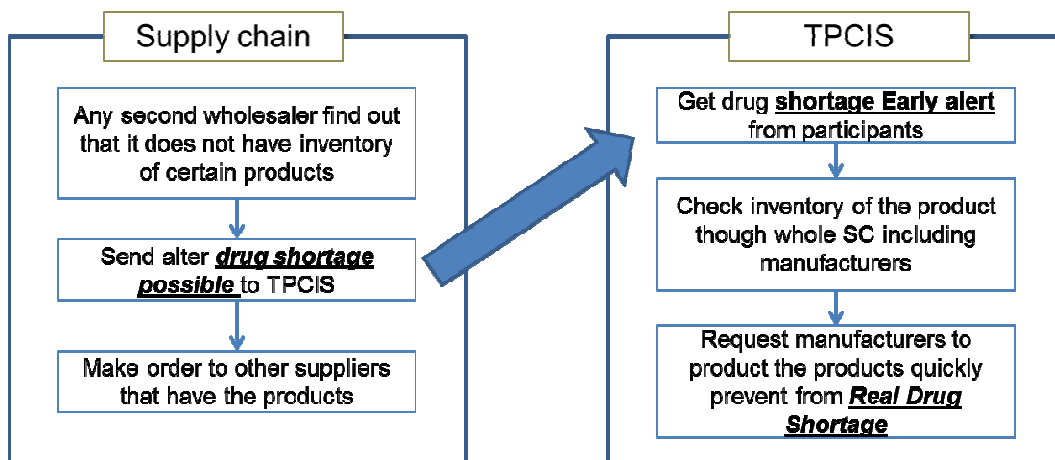 Supply chain
Any second wholesaler find out
that it does not have inventory
of certain products
Send alter drug shortage
possible to TPCIS
Make order to other suppliers
that have the products
TPCIS
Get drug shortage Early alert
from participants
Check inventory of the product
though whole SC including
manufacturers
Request manufacturers to
product the products quickly
prevent from Real Drug
Shortage